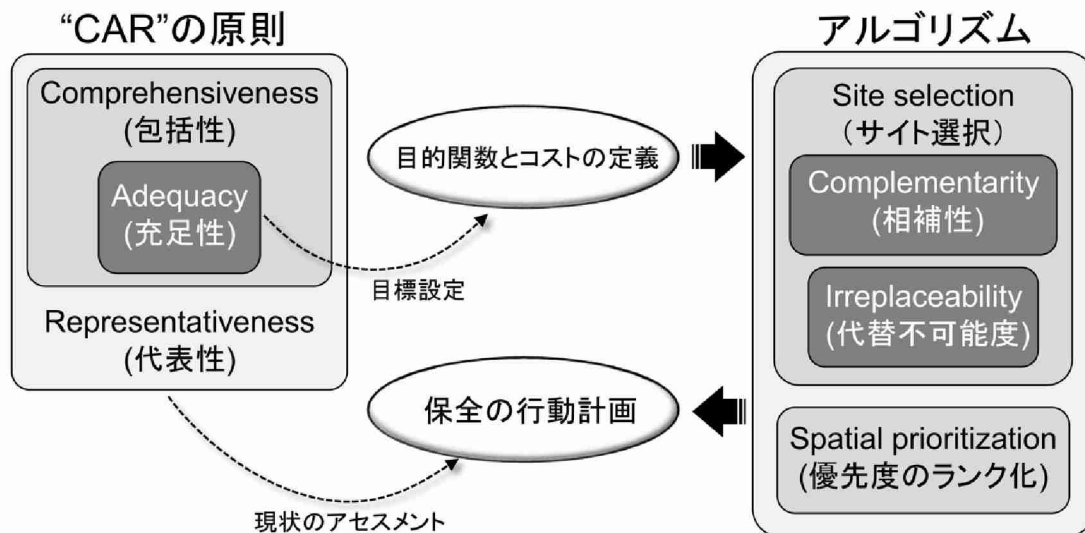 “CAR”の原則
Comprehensiveness
(包括性)
Adequacy
(充足性)
Representativeness
(代表性)
目的関数とコストの定義
目標設定
保全の行動計画
現状のアセスメント
アルゴリズム
Site selection
（サイト選択）
Complementarity
(相補性)
Irreplaceability
(代替不可能度)
Spatial prioritization
(優先度のランク化)